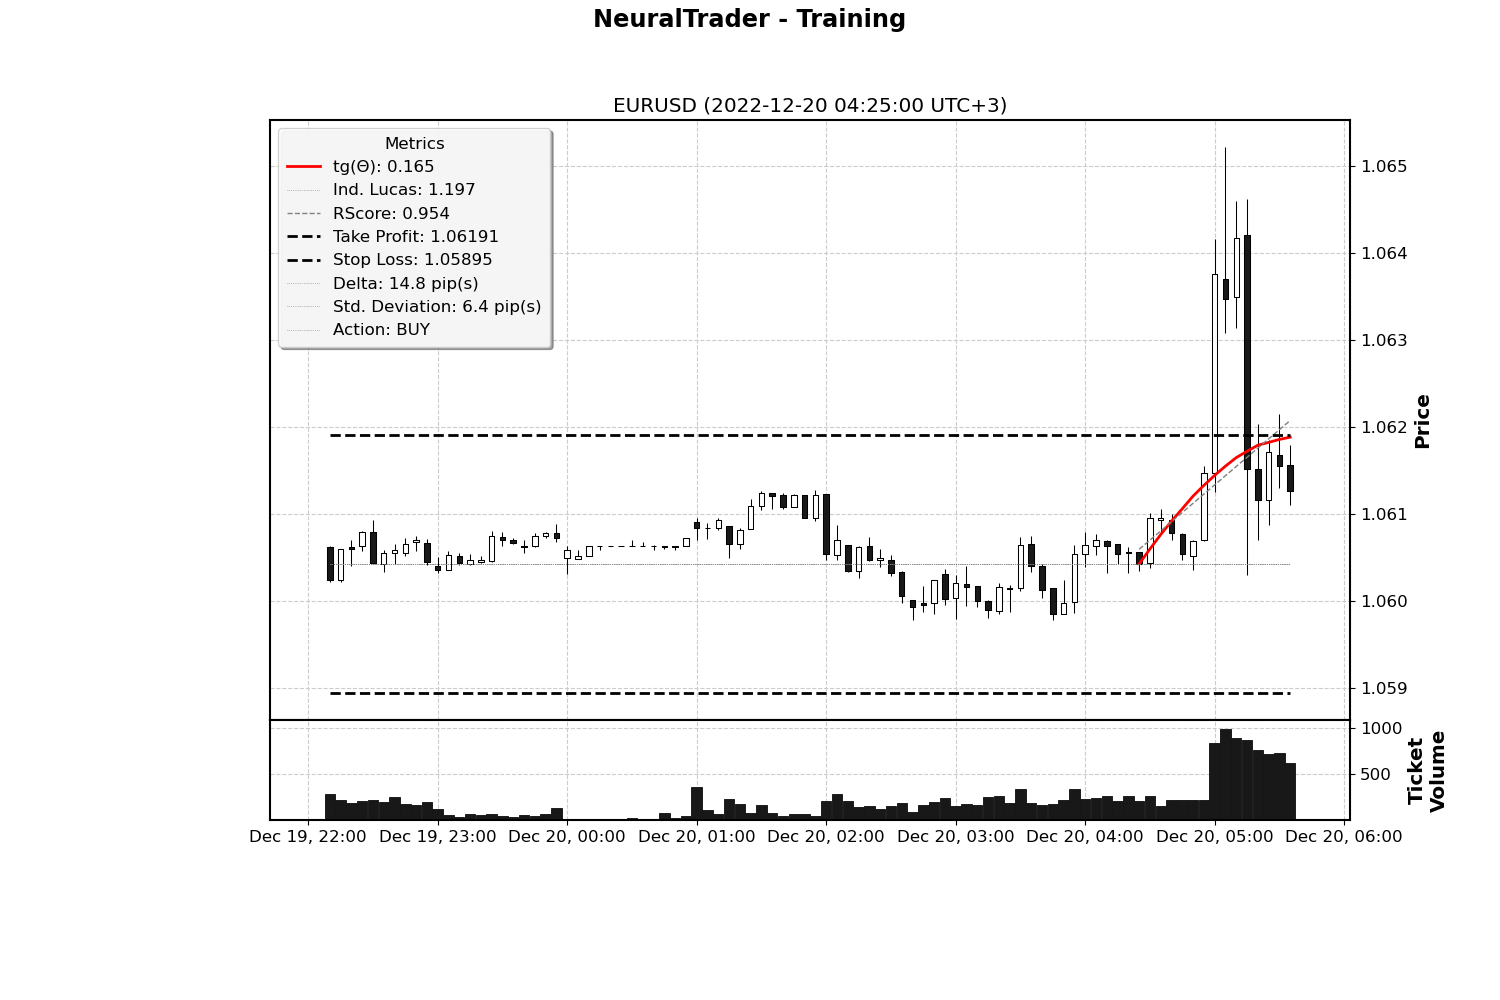 NeuralTrader - Training
EURUSD (2022-12-20 04:25:00 UTC+3)
Metrics
tg(Θ): 0.165
Ind. Lucas: 1.197
RScore: 0.954
Take Profit: 1.06191
Stop Loss: 1.05895
Delta: 14.8 pip(s)
Std. Deviation: 6.4 pip(s)
Action: BUY
1.065
1.064
1.063
1.062
1.061
1.060
1.059
Price
1000
500
Ticket
Volume
Dec 19, 22:00
Dec 19, 23:00
Dec 20, 00:00
Dec 20, 01:00
Dec 20, 02:00
Dec 20, 03:00
Dec 20, 04:00
Dec 20, 05:00
Dec 20, 06:00